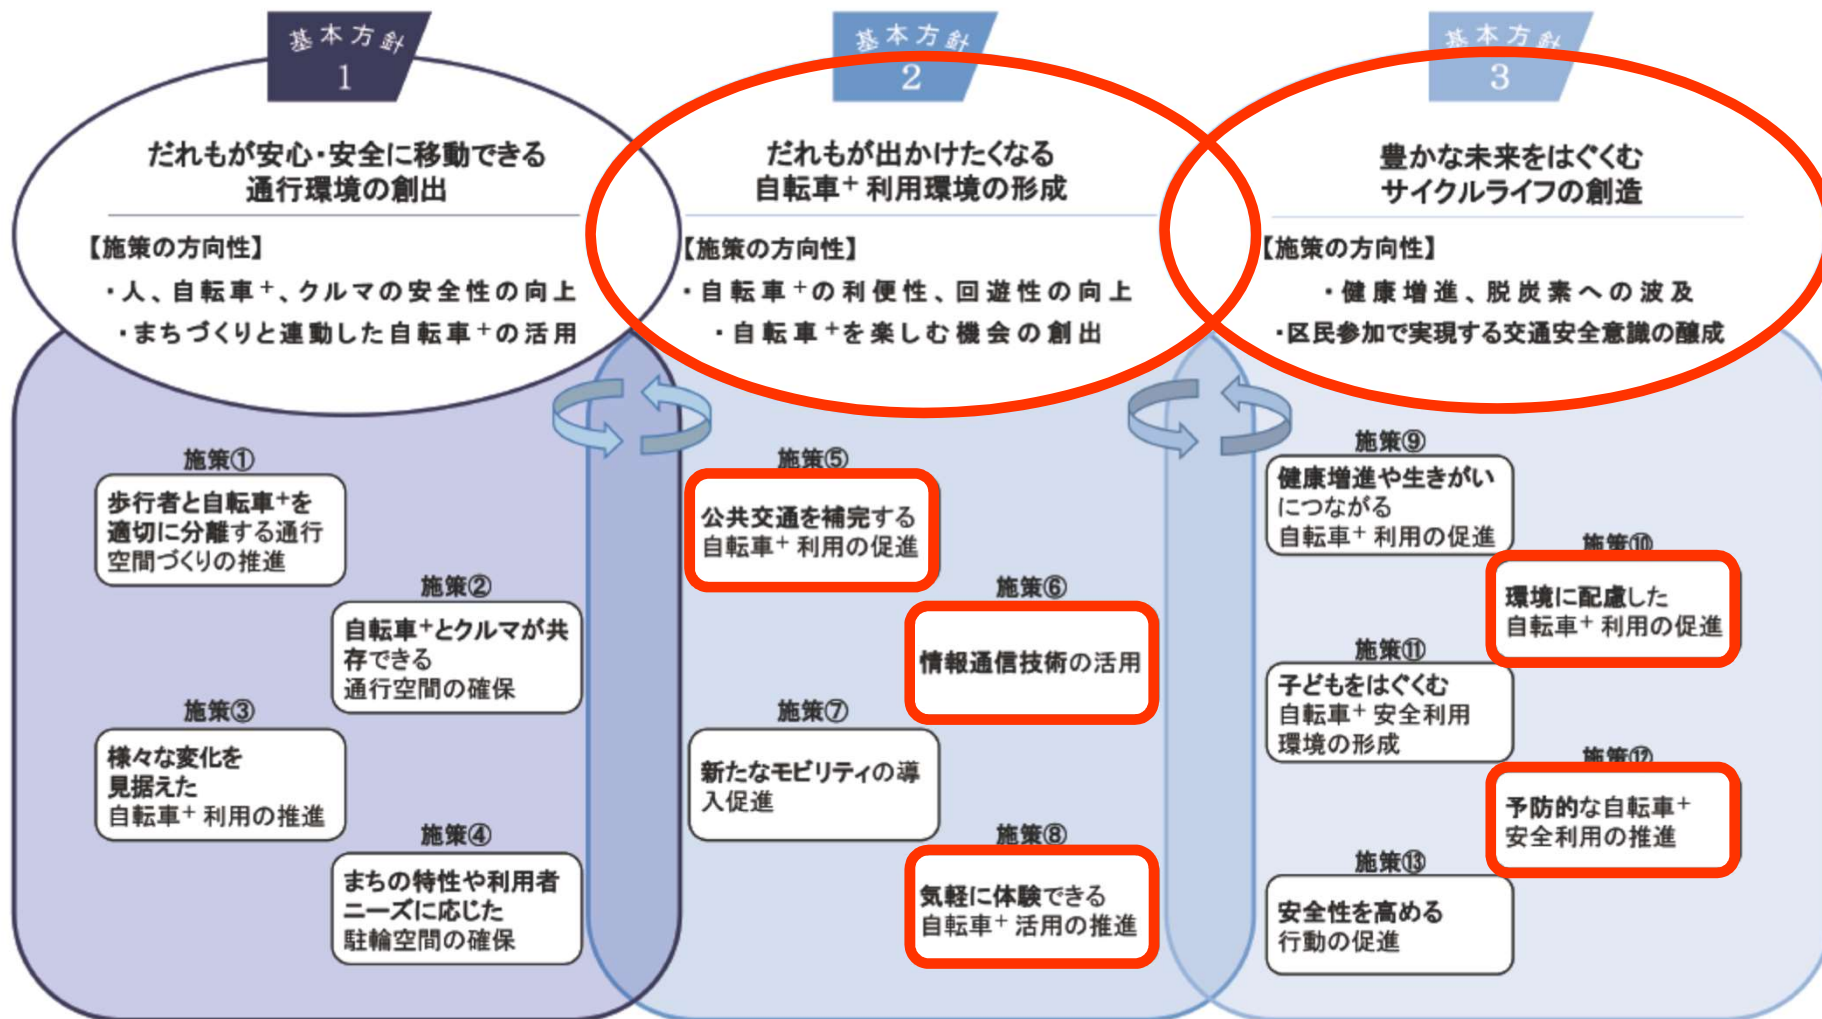 基本方針
1
だれもが安心・安全に移動できる
通行環境の創出
【施策の方向性】
・人、自転車⁺、クルマの安全性の向上
・まちづくりと連動した自転車⁺の活用
施策①
歩行者と自転車⁺を
適切に分離する通行
空間づくりの推進
施策②
自転車⁺とクルマが共
存できる
通行空間の確保
施策③
様々な変化を
見据えた
自転車⁺ 利用の推進
施策④
まちの特性や利用者
ニーズに応じた
駐輪空間の確保
基本方針
2
だれもが出かけたくなる
自転車⁺ 利用環境の形成
【施策の方向性】
・自転車⁺の利便性、回遊性の向上
・自転車⁺を楽しむ機会の創出
施策⑤
公共交通を補完する
自転車⁺ 利用の促進
施策⑥
情報通信技術の活用
施策⑦
新たなモビリティの導
入促進
施策⑧
気軽に体験できる
自転車⁺ 活用の推進
基本方針
3
豊かな未来をはぐくむ
サイクルライフの創造
【施策の方向性】
・健康増進、脱炭素への波及
・区民参加で実現する交通安全意識の醸成
施策⑨
健康増進や生きがい
につながる
自転車⁺ 利用の促進
施策⑩
環境に配慮した
自転車⁺ 利用の促進
施策⑪
子どもをはぐくむ
自転車⁺ 安全利用
環境の形成
施策⑫
予防的な自転車⁺
安全利用の推進
施策⑬
安全性を高める
行動の促進